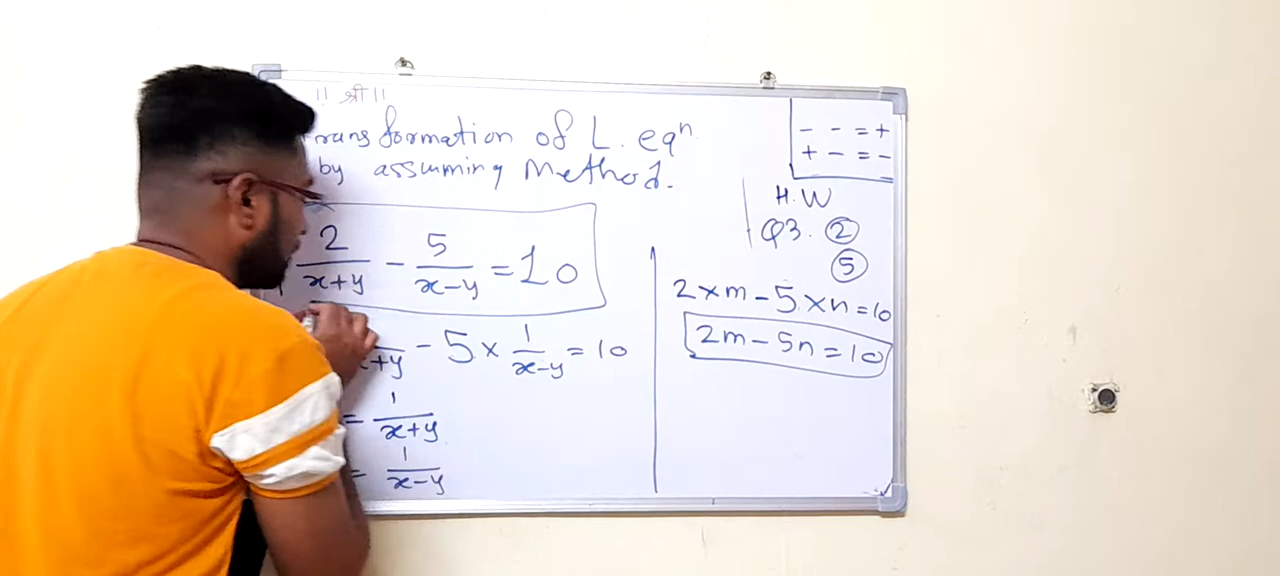 ॥ श्री ॥
transformation of L. eqⁿ
by assuming Method.
2/(x+y) - 5/(x-y) = 10
x+y - 5 × 1/(x-y) = 10
= 1/(x+y)
= 1/(x-y)
- - = +
+ - = -
H.W
Q3. ②
⑤
2 × m - 5 × n = 10
2m - 5n = 10